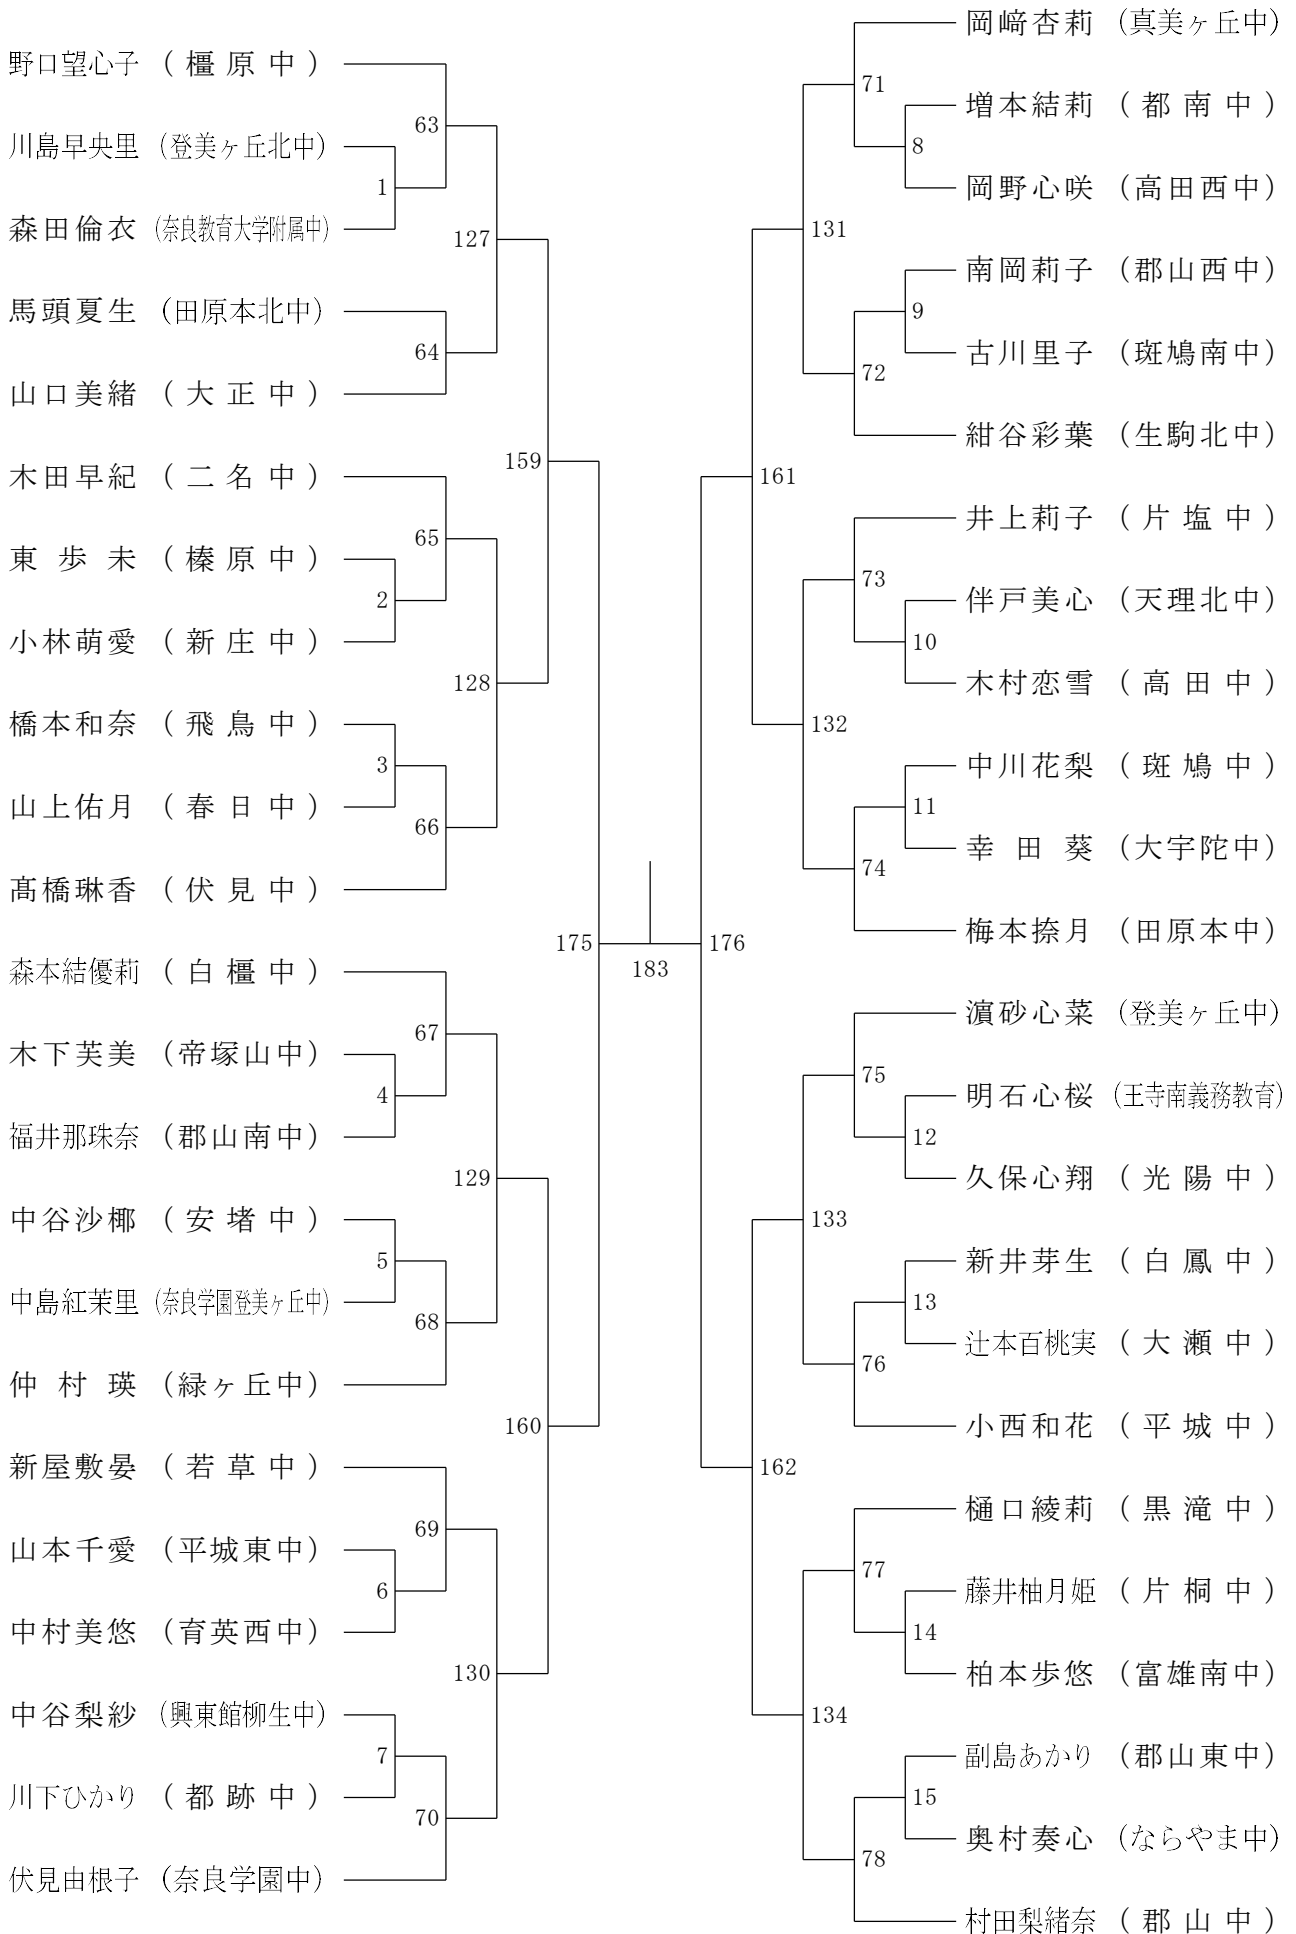 野口望心子 (橿原中)
川島早央里 (登美ヶ丘北中)
森田倫衣 (奈良教育大学附属中)
馬頭夏生 (田原本北中)
山口美緒 (大正中)
木田早紀 (二名中)
東歩未 (榛原中)
小林萌愛 (新庄中)
橋本和奈 (飛鳥中)
山上佑月 (春日中)
髙橋琳香 (伏見中)
森本結優莉 (白橿中)
木下芙美 (帝塚山中)
福井那珠奈 (郡山南中)
中谷沙椰 (安堵中)
中島紅茉里 (奈良学園登美ヶ丘中)
仲村瑛 (緑ヶ丘中)
新屋敷晏 (若草中)
山本千愛 (平城東中)
中村美悠 (育英西中)
中谷梨紗 (興東館柳生中)
川下ひかり (都跡中)
伏見由根子 (奈良学園中)
1
2
3
4
5
6
7
63
64
65
66
67
68
69
70
127
128
129
130
159
160
175
183
176
161
162
131
132
133
134
71
72
73
74
75
76
77
78
8
9
10
11
12
13
14
15
岡﨑杏莉 (真美ヶ丘中)
増本結莉 (都南中)
岡野心咲 (高田西中)
南岡莉子 (郡山西中)
古川里子 (斑鳩南中)
紺谷彩葉 (生駒北中)
井上莉子 (片塩中)
伴戸美心 (天理北中)
木村恋雪 (高田中)
中川花梨 (斑鳩中)
幸田葵 (大宇陀中)
梅本捺月 (田原本中)
濵砂心菜 (登美ヶ丘中)
明石心桜 (王寺南義務教育)
久保心翔 (光陽中)
新井芽生 (白鳳中)
辻本百桃実 (大瀬中)
小西和花 (平城中)
樋口綾莉 (黒滝中)
藤井柚月姫 (片桐中)
柏本歩悠 (富雄南中)
副島あかり (郡山東中)
奥村奏心 (ならやま中)
村田梨緒奈 (郡山中)